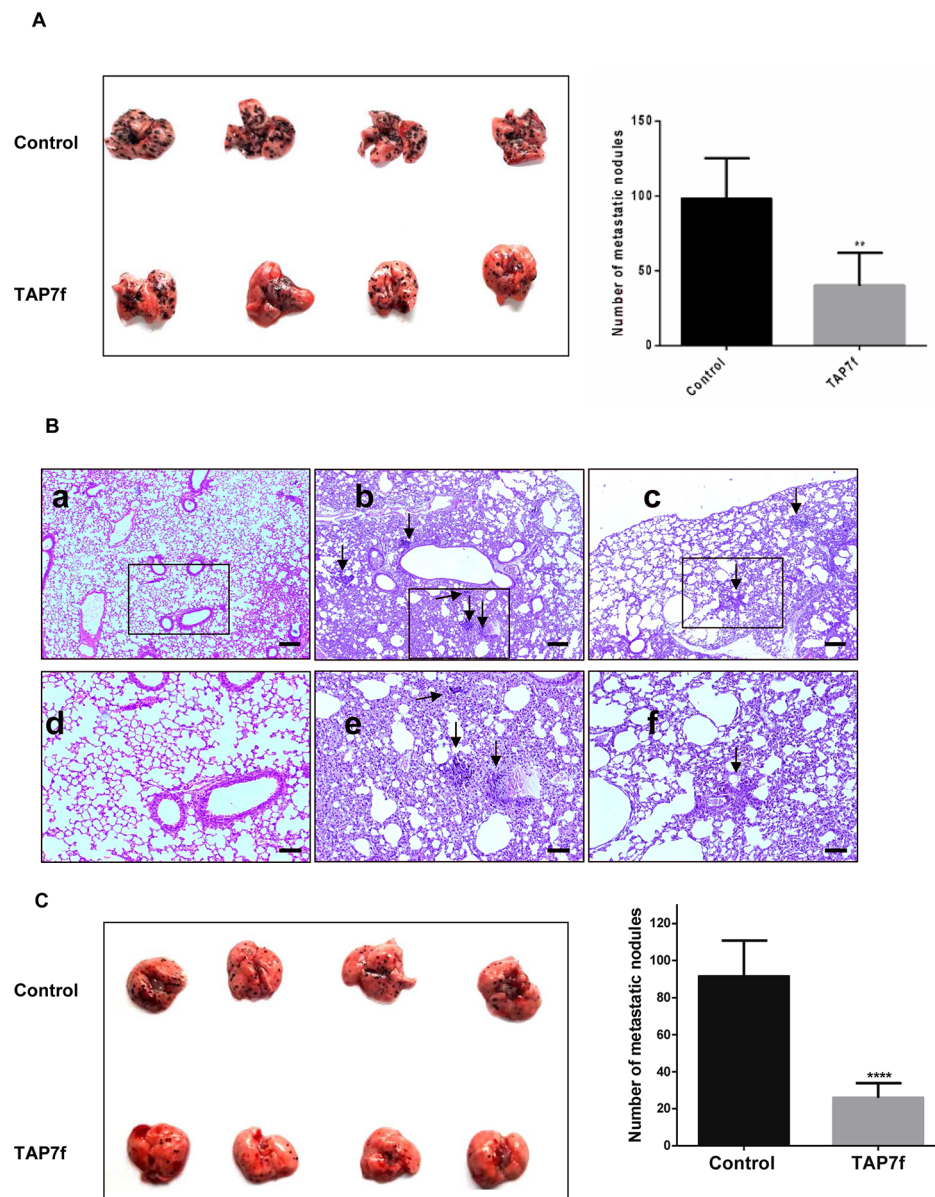 A
Control
TAP7f
Number of metastatic nodules
150
100
50
0
**
Control
TAP7f
B
a
b
c
d
e
f
C
Control
TAP7f
Number of metastatic nodules
120
100
80
60
40
20
0
****
Control
TAP7f